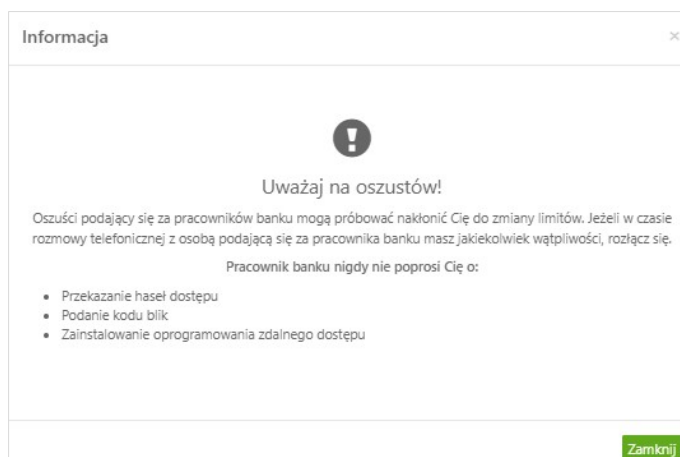 Informacja
×
Uważaj na oszustów!
Oszuści podający się za pracowników banku mogą próbować nakłonić Cię do zmiany limitów. Jeżeli w czasie
rozmowy telefonicznej z osobą podającą się za pracownika banku masz jakiekolwiek wątpliwości, rozłącz się.
Pracownik banku nigdy nie poprosi Cię o:
• Przekazanie haseł dostępu
• Podanie kodu blik
• Zainstalowanie oprogramowania zdalnego dostępu
Zamknij